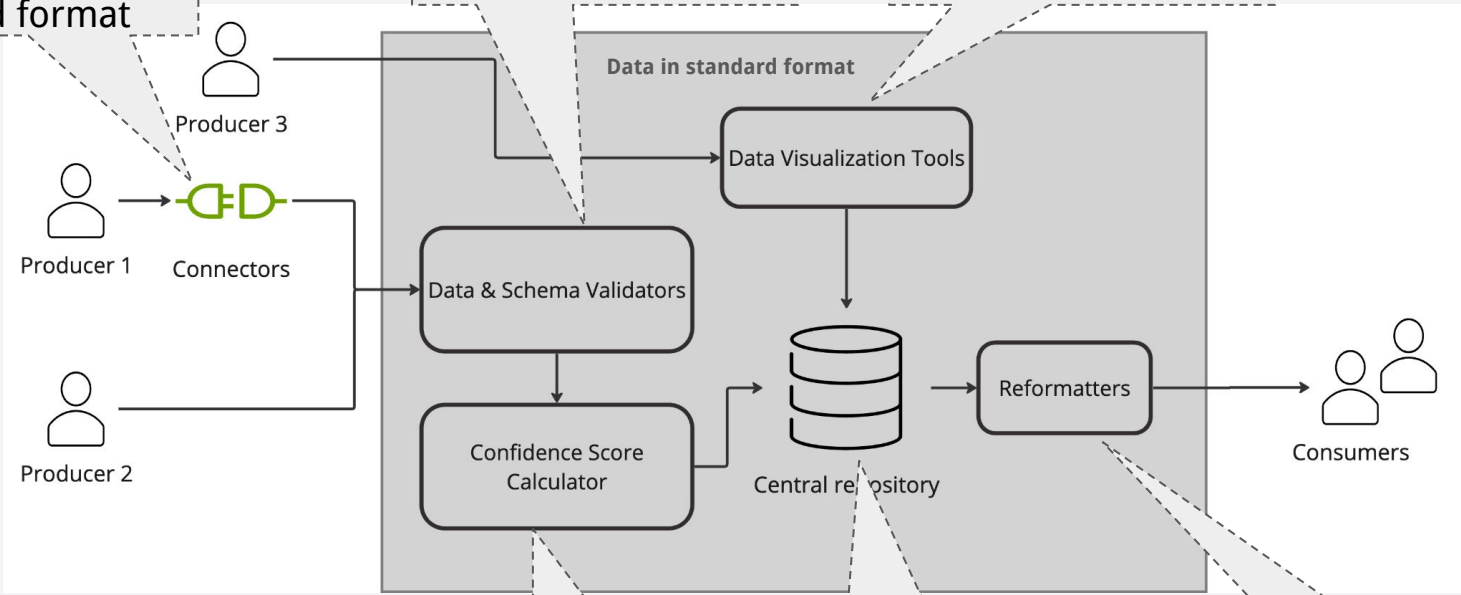 d format
Data in standard format
Producer 3
Data Visualization Tools
Producer 1
Connectors
Data & Schema Validators
Reformatters
Confidence Score
Calculator
Consumers
Producer 2
Central repository